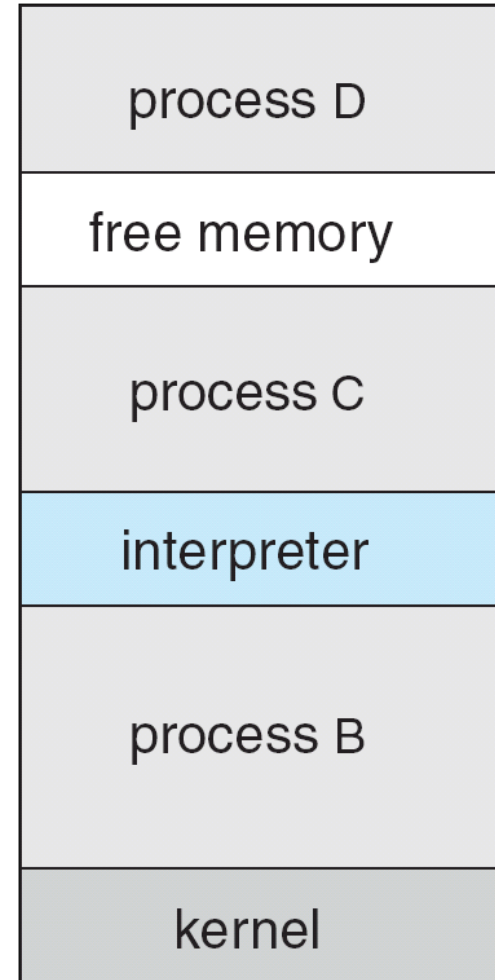 process D
free memory
process C
interpreter
process B
kernel